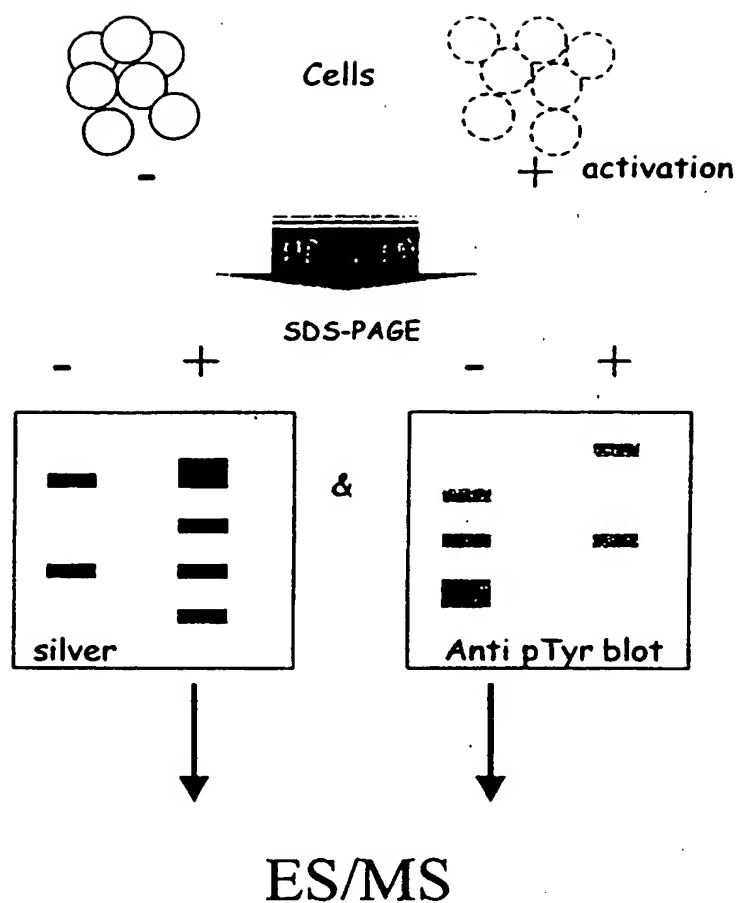 Cells
- + activation
SDS-PAGE
- + - +
&
silver Anti pTyr blot
ES/MS